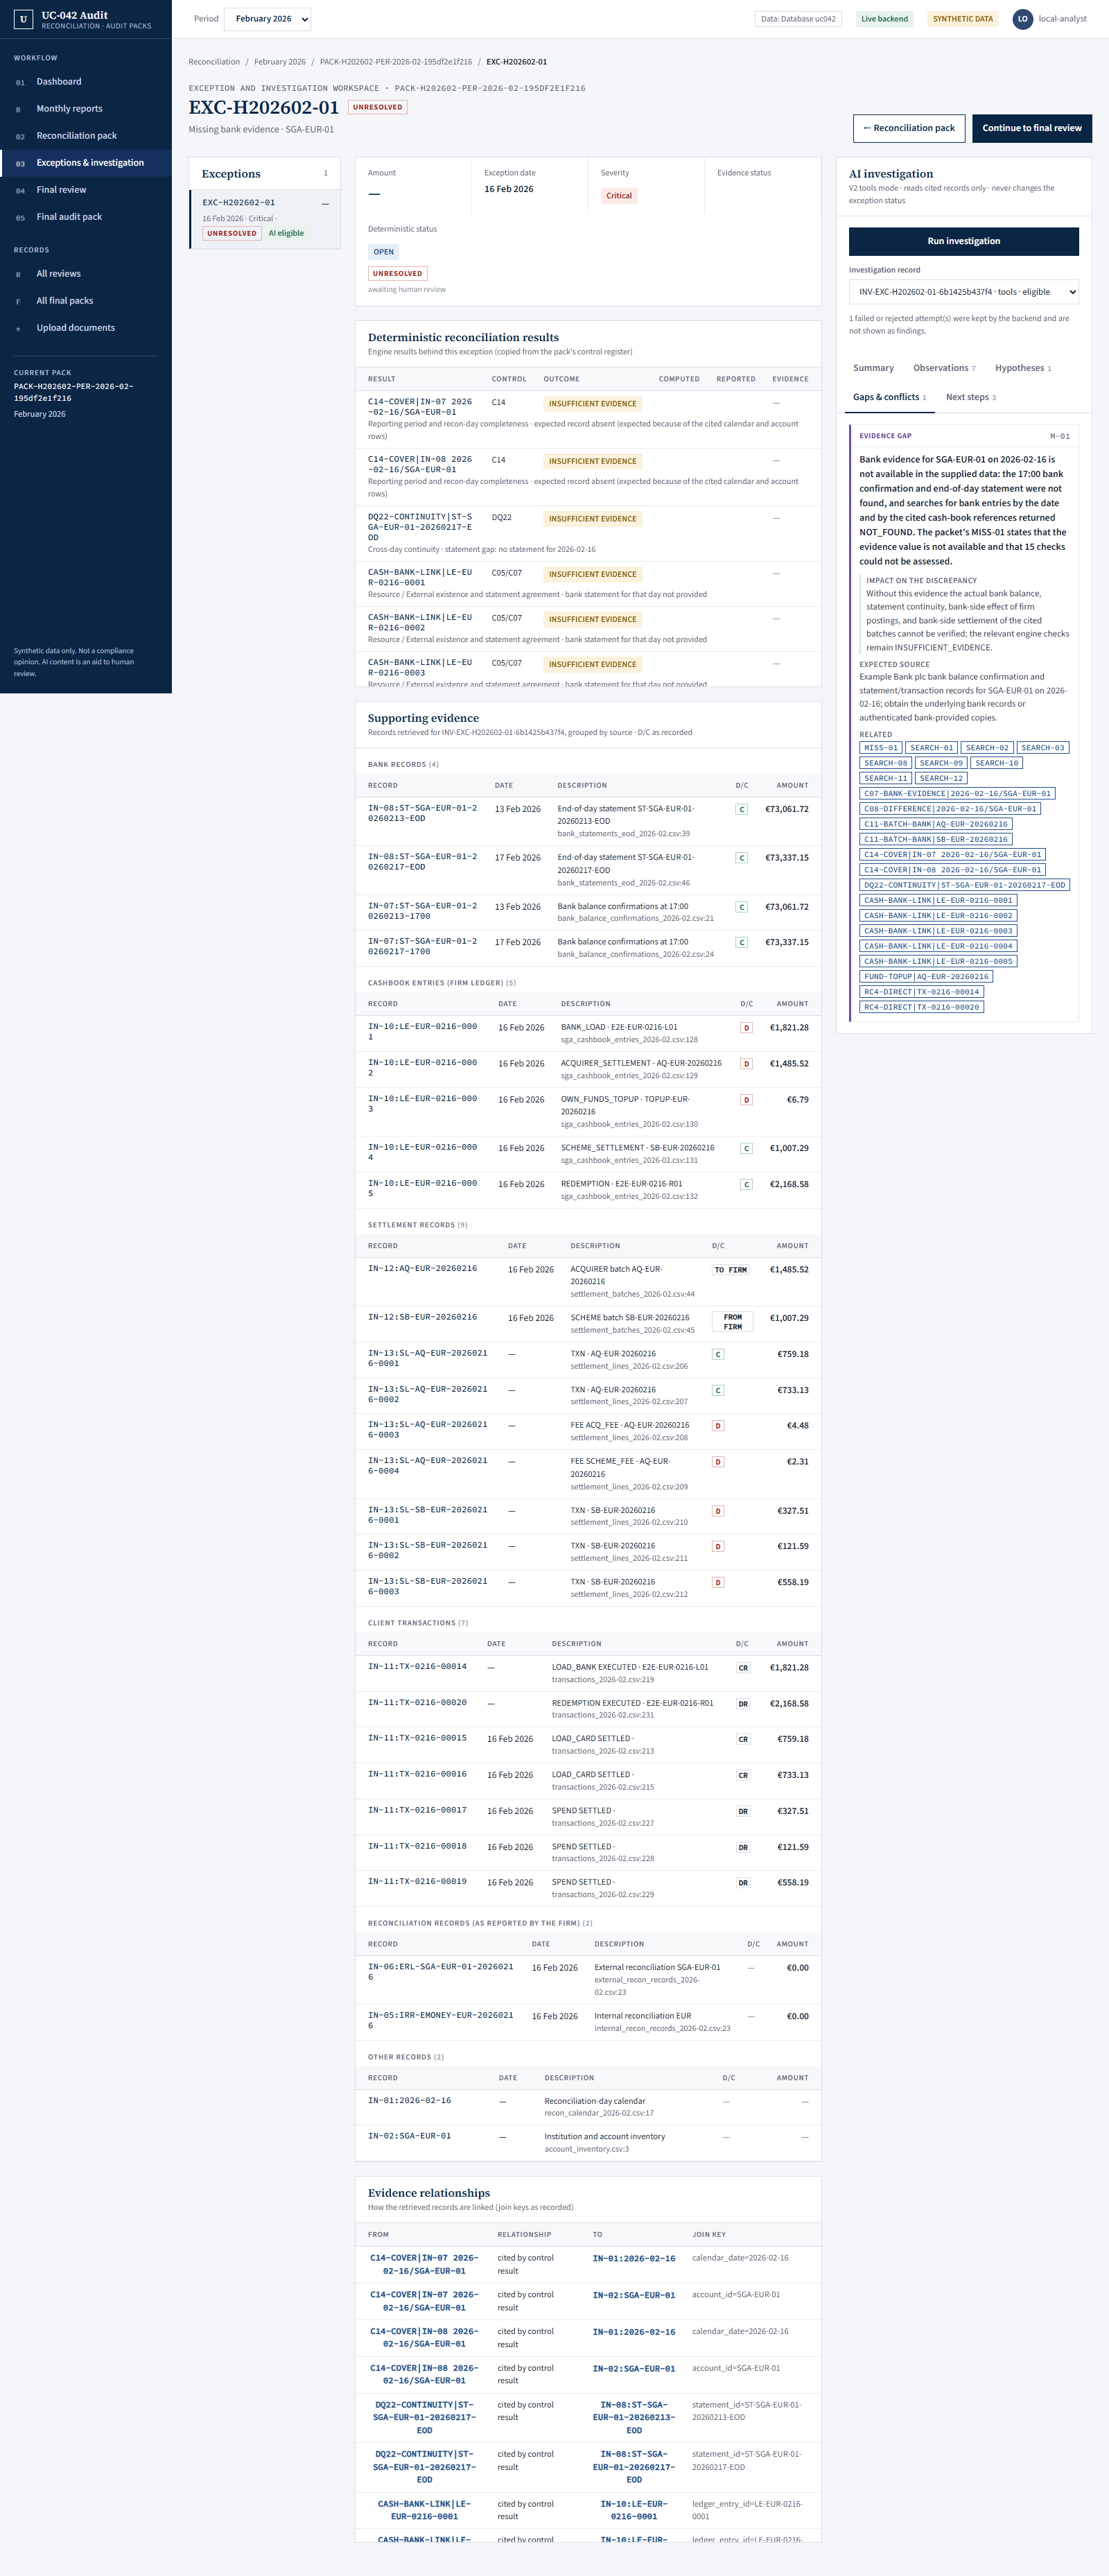 U
UC-042 Audit
RECONCILIATION · AUDIT PACKS
Period
February 2026
Data: Database uc042
Live backend
SYNTHETIC DATA
LO
local-analyst
WORKFLOW
01 Dashboard
R Monthly reports
02 Reconciliation pack
03 Exceptions & investigation
04 Final review
05 Final audit pack
RECORDS
R All reviews
F All final packs
↑ Upload documents
CURRENT PACK
PACK-H202602-PER-2026-02-
195df2e1f216
February 2026
Synthetic data only. Not a compliance
opinion. AI content is an aid to human
review.
Reconciliation / February 2026 / PACK-H202602-PER-2026-02-195df2e1f216 / EXC-H202602-01
EXCEPTION AND INVESTIGATION WORKSPACE · PACK-H202602-PER-2026-02-195DF2E1F216
EXC-H202602-01 UNRESOLVED
Missing bank evidence · SGA-EUR-01
← Reconciliation pack
Continue to final review
Exceptions 1
EXC-H202602-01 —
16 Feb 2026 · Critical ·
UNRESOLVED AI eligible
Amount
—
Exception date
16 Feb 2026
Severity
Critical
Evidence status
Deterministic status
OPEN
UNRESOLVED
awaiting human review
Deterministic reconciliation results
Engine results behind this exception (copied from the pack's control register)
RESULT CONTROL OUTCOME COMPUTED REPORTED EVIDENCE
C14-COVER|IN-07 2026 C14 INSUFFICIENT EVIDENCE —
-02-16/SGA-EUR-01
Reporting period and recon-day completeness · expected record absent (expected because of the cited calendar and account
rows)
C14-COVER|IN-08 2026 C14 INSUFFICIENT EVIDENCE —
-02-16/SGA-EUR-01
Reporting period and recon-day completeness · expected record absent (expected because of the cited calendar and account
rows)
DQ22-CONTINUITY|ST-S DQ22 INSUFFICIENT EVIDENCE —
GA-EUR-01-20260217-E
OD
Cross-day continuity · statement gap: no statement for 2026-02-16
CASH-BANK-LINK|LE-EU C05/C07 INSUFFICIENT EVIDENCE —
R-0216-0001
Resource / External existence and statement agreement · bank statement for that day not provided
CASH-BANK-LINK|LE-EU C05/C07 INSUFFICIENT EVIDENCE —
R-0216-0002
Resource / External existence and statement agreement · bank statement for that day not provided
CASH-BANK-LINK|LE-EU C05/C07 INSUFFICIENT EVIDENCE —
R-0216-0003
Resource / External existence and statement agreement · bank statement for that day not provided
Supporting evidence
Records retrieved for INV-EXC-H202602-01-6b1425b437f4, grouped by source · D/C as recorded
BANK RECORDS (4)
RECORD DATE DESCRIPTION D/C AMOUNT
IN-08:ST-SGA-EUR-01-2 13 Feb 2026 End-of-day statement ST-SGA-EUR-01- C €73,061.72
0260213-EOD 20260213-EOD
bank_statements_eod_2026-02.csv:39
IN-08:ST-SGA-EUR-01-2 17 Feb 2026 End-of-day statement ST-SGA-EUR-01- C €73,337.15
0260217-EOD 20260217-EOD
bank_statements_eod_2026-02.csv:46
IN-07:ST-SGA-EUR-01-2 13 Feb 2026 Bank balance confirmations at 17:00 C €73,061.72
0260213-1700 bank_balance_confirmations_2026-02.csv:21
IN-07:ST-SGA-EUR-01-2 17 Feb 2026 Bank balance confirmations at 17:00 C €73,337.15
0260217-1700 bank_balance_confirmations_2026-02.csv:24
CASHBOOK ENTRIES (FIRM LEDGER) (5)
RECORD DATE DESCRIPTION D/C AMOUNT
IN-10:LE-EUR-0216-000 16 Feb 2026 BANK_LOAD · E2E-EUR-0216-L01 D €1,821.28
1 sga_cashbook_entries_2026-02.csv:128
IN-10:LE-EUR-0216-000 16 Feb 2026 ACQUIRER_SETTLEMENT · AQ-EUR-20260216 D €1,485.52
2 sga_cashbook_entries_2026-02.csv:129
IN-10:LE-EUR-0216-000 16 Feb 2026 OWN_FUNDS_TOPUP · TOPUP-EUR- D €6.79
3 20260216
sga_cashbook_entries_2026-02.csv:130
IN-10:LE-EUR-0216-000 16 Feb 2026 SCHEME_SETTLEMENT · SB-EUR-20260216 C €1,007.29
4 sga_cashbook_entries_2026-02.csv:131
IN-10:LE-EUR-0216-000 16 Feb 2026 REDEMPTION · E2E-EUR-0216-R01 C €2,168.58
5 sga_cashbook_entries_2026-02.csv:132
SETTLEMENT RECORDS (9)
RECORD DATE DESCRIPTION D/C AMOUNT
IN-12:AQ-EUR-20260216 16 Feb 2026 ACQUIRER batch AQ-EUR- TO FIRM €1,485.52
20260216
settlement_batches_2026-02.csv:44
IN-12:SB-EUR-20260216 16 Feb 2026 SCHEME batch SB-EUR-20260216 FROM €1,007.29
settlement_batches_2026-02.csv:45 FIRM
IN-13:SL-AQ-EUR-2026021 — TXN · AQ-EUR-20260216 C €759.18
6-0001 settlement_lines_2026-02.csv:206
IN-13:SL-AQ-EUR-2026021 — TXN · AQ-EUR-20260216 C €733.13
6-0002 settlement_lines_2026-02.csv:207
IN-13:SL-AQ-EUR-2026021 — FEE ACQ_FEE · AQ-EUR-20260216 D €4.48
6-0003 settlement_lines_2026-02.csv:208
IN-13:SL-AQ-EUR-2026021 — FEE SCHEME_FEE · AQ-EUR- D €2.31
6-0004 20260216
settlement_lines_2026-02.csv:209
IN-13:SL-SB-EUR-2026021 — TXN · SB-EUR-20260216 D €327.51
6-0001 settlement_lines_2026-02.csv:210
IN-13:SL-SB-EUR-2026021 — TXN · SB-EUR-20260216 D €121.59
6-0002 settlement_lines_2026-02.csv:211
IN-13:SL-SB-EUR-2026021 — TXN · SB-EUR-20260216 D €558.19
6-0003 settlement_lines_2026-02.csv:212
CLIENT TRANSACTIONS (7)
RECORD DATE DESCRIPTION D/C AMOUNT
IN-11:TX-0216-00014 — LOAD_BANK EXECUTED · E2E-EUR-0216-L01 CR €1,821.28
transactions_2026-02.csv:219
IN-11:TX-0216-00020 — REDEMPTION EXECUTED · E2E-EUR-0216-R01 DR €2,168.58
transactions_2026-02.csv:231
IN-11:TX-0216-00015 16 Feb 2026 LOAD_CARD SETTLED · CR €759.18
transactions_2026-02.csv:213
IN-11:TX-0216-00016 16 Feb 2026 LOAD_CARD SETTLED · CR €733.13
transactions_2026-02.csv:215
IN-11:TX-0216-00017 16 Feb 2026 SPEND SETTLED · DR €327.51
transactions_2026-02.csv:227
IN-11:TX-0216-00018 16 Feb 2026 SPEND SETTLED · DR €121.59
transactions_2026-02.csv:228
IN-11:TX-0216-00019 16 Feb 2026 SPEND SETTLED · DR €558.19
transactions_2026-02.csv:229
RECONCILIATION RECORDS (AS REPORTED BY THE FIRM) (2)
RECORD DATE DESCRIPTION D/C AMOUNT
IN-06:ERL-SGA-EUR-01-2026021 16 Feb 2026 External reconciliation SGA-EUR-01 — €0.00
6 external_recon_records_2026-
02.csv:23
IN-05:IRR-EMONEY-EUR-2026021 16 Feb 2026 Internal reconciliation EUR — €0.00
6 internal_recon_records_2026-02.csv:23
OTHER RECORDS (2)
RECORD DATE DESCRIPTION D/C AMOUNT
IN-01:2026-02-16 — Reconciliation-day calendar — —
recon_calendar_2026-02.csv:17
IN-02:SGA-EUR-01 — Institution and account inventory — —
account_inventory.csv:3
Evidence relationships
How the retrieved records are linked (join keys as recorded)
FROM RELATIONSHIP TO JOIN KEY
C14-COVER|IN-07 2026- cited by control IN-01:2026-02-16 calendar_date=2026-02-16
02-16/SGA-EUR-01 result
C14-COVER|IN-07 2026- cited by control IN-02:SGA-EUR-01 account_id=SGA-EUR-01
02-16/SGA-EUR-01 result
C14-COVER|IN-08 2026- cited by control IN-01:2026-02-16 calendar_date=2026-02-16
02-16/SGA-EUR-01 result
C14-COVER|IN-08 2026- cited by control IN-02:SGA-EUR-01 account_id=SGA-EUR-01
02-16/SGA-EUR-01 result
DQ22-CONTINUITY|ST- cited by control IN-08:ST-SGA- statement_id=ST-SGA-EUR-01-
SGA-EUR-01-20260217- result EUR-01-20260213- 20260213-EOD
EOD EOD
DQ22-CONTINUITY|ST- cited by control IN-08:ST-SGA- statement_id=ST-SGA-EUR-01-
SGA-EUR-01-20260217- result EUR-01-20260217- 20260217-EOD
EOD EOD
CASH-BANK-LINK|LE- cited by control IN-10:LE-EUR- ledger_entry_id=LE-EUR-0216-
EUR-0216-0001 result 0216-0001 0001
CASH-BANK-LINK|LE- cited by control IN-10:LE-EUR- ledger_entry_id=LE-EUR-0216-
AI investigation
V2 tools mode · reads cited records only · never changes the
exception status
Run investigation
Investigation record
INV-EXC-H202602-01-6b1425b437f4 · tools · eligible
1 failed or rejected attempt(s) were kept by the backend and are
not shown as findings.
Summary Observations 7 Hypotheses 1
Gaps & conflicts 1 Next steps 3
EVIDENCE GAP M-01
Bank evidence for SGA-EUR-01 on 2026-02-16 is
not available in the supplied data: the 17:00 bank
confirmation and end-of-day statement were not
found, and searches for bank entries by the date
and by the cited cash-book references returned
NOT_FOUND. The packet's MISS-01 states that the
evidence value is not available and that 15 checks
could not be assessed.
IMPACT ON THE DISCREPANCY
Without this evidence the actual bank balance,
statement continuity, bank-side effect of firm
postings, and bank-side settlement of the cited
batches cannot be verified; the relevant engine checks
remain INSUFFICIENT_EVIDENCE.
EXPECTED SOURCE
Example Bank plc bank balance confirmation and
statement/transaction records for SGA-EUR-01 on 2026-
02-16; obtain the underlying bank records or
authenticated bank-provided copies.
RELATED
MISS-01 SEARCH-01 SEARCH-02 SEARCH-03
SEARCH-08 SEARCH-09 SEARCH-10
SEARCH-11 SEARCH-12
C07-BANK-EVIDENCE|2026-02-16/SGA-EUR-01
C08-DIFFERENCE|2026-02-16/SGA-EUR-01
C11-BATCH-BANK|AQ-EUR-20260216
C11-BATCH-BANK|SB-EUR-20260216
C14-COVER|IN-07 2026-02-16/SGA-EUR-01
C14-COVER|IN-08 2026-02-16/SGA-EUR-01
DQ22-CONTINUITY|ST-SGA-EUR-01-20260217-EOD
CASH-BANK-LINK|LE-EUR-0216-0001
CASH-BANK-LINK|LE-EUR-0216-0002
CASH-BANK-LINK|LE-EUR-0216-0003
CASH-BANK-LINK|LE-EUR-0216-0004
CASH-BANK-LINK|LE-EUR-0216-0005
FUND-TOPUP|AQ-EUR-20260216
RC4-DIRECT|TX-0216-00014
RC4-DIRECT|TX-0216-00020